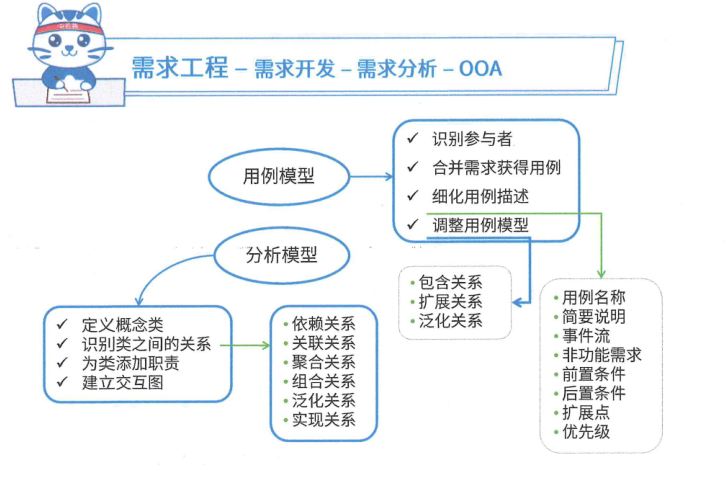 需求工程 – 需求开发 – 需求分析 – OOA
用例模型
✓ 识别参与者
✓ 合并需求获得用例
✓ 细化用例描述
✓ 调整用例模型
分析模型
• 包含关系
• 扩展关系
• 泛化关系
• 用例名称
• 简要说明
• 事件流
• 非功能需求
• 前置条件
• 后置条件
• 扩展点
• 优先级
✓ 定义概念类
✓ 识别类之间的关系
✓ 为类添加职责
✓ 建立交互图
• 依赖关系
• 关联关系
• 聚合关系
• 组合关系
• 泛化关系
• 实现关系